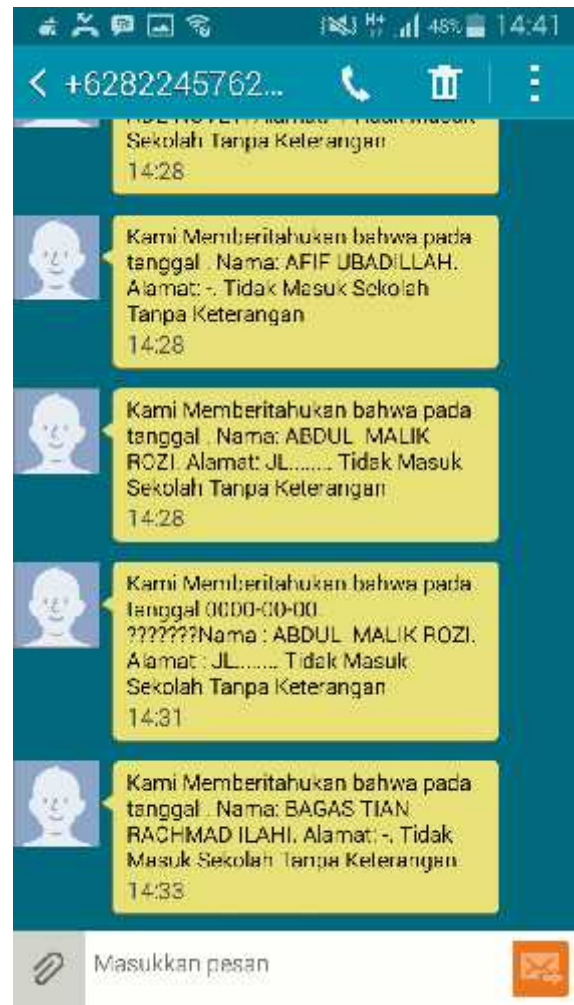 48% 14:41
+6282245762...
Sekolah Tanpa Keterangan
14:28
Kami Memberitahukan bahwa pada
tanggal . Nama: AFIF UBADILLAH.
Alamat: -. Tidak Masuk Sekolah
Tanpa Keterangan
14:28
Kami Memberitahukan bahwa pada
tanggal . Nama: ABDUL MALIK
ROZI. Alamat: JL........ Tidak Masuk
Sekolah Tanpa Keterangan
14:28
Kami Memberitahukan bahwa pada
tanggal 0000-00-00.
???????Nama : ABDUL MALIK ROZI.
Alamat : JL........ Tidak Masuk
Sekolah Tanpa Keterangan
14:31
Kami Memberitahukan bahwa pada
tanggal . Nama: BAGAS TIAN
RACHMAD ILAHI. Alamat: -. Tidak
Masuk Sekolah Tanpa Keterangan
14:33
Masukkan pesan